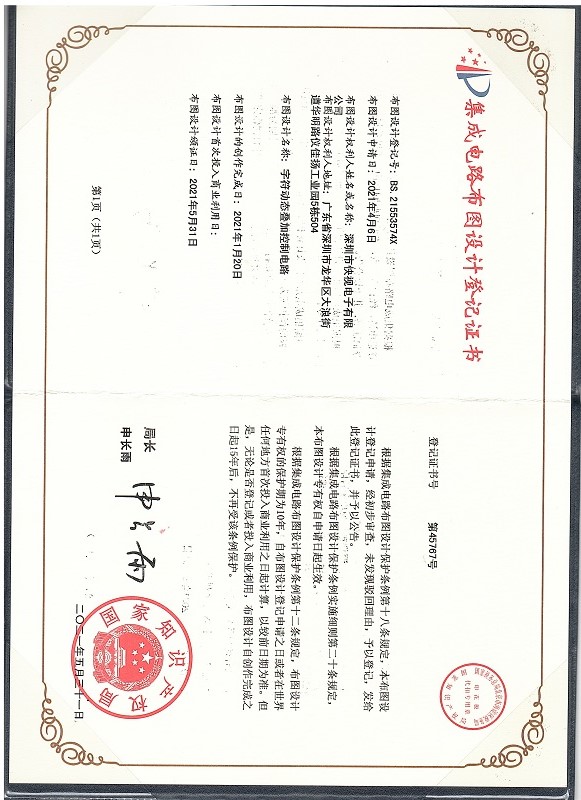 集成电路布图设计登记证书
布图设计登记号：BS 21553574X
布图设计申请日：2021年4月6日
布图设计权利人姓名或名称：深圳市快视电子有限
公司
布图设计权利人地址：广东省深圳市龙华区大浪街
道华明路仪佳扬工业园5栋504
布图设计名称：字符动态叠加控制电路
布图设计的创作完成日：2021年1月20日
布图设计首次投入商业利用日：
布图设计颁证日：2021年5月31日
第1页（共1页）
登记证书号 第45767号
根据集成电路布图设计保护条例第十八条规定，本布图设
计登记申请，经初步审查，未发现驳回理由，予以登记，发给
此登记证书，并予以公告。
根据集成电路布图设计保护条例实施细则第二十条规定，
本布图设计专有权自申请日起生效。
根据集成电路布图设计保护条例第十二条规定，布图设计
专有权的保护期为10年，自布图设计登记申请之日或者在世界
任何地方首次投入商业利用之日起计算，以较前日期为准。但
是，无论是否登记或者投入商业利用，布图设计自创作完成之
日起15年后，不再受该条例保护。
局长
申长雨
国家知识产权局
二〇二一年五月三十一日